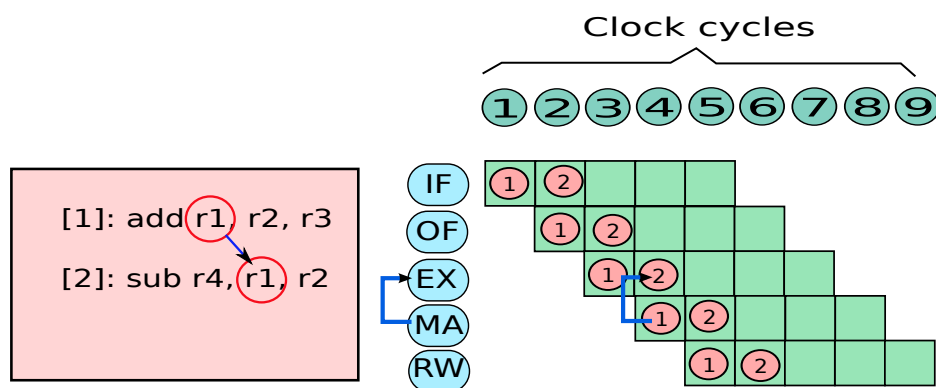 Clock cycles
1 2 3 4 5 6 7 8 9
[1]: add r1, r2, r3
[2]: sub r4, r1, r2
IF 1 2
OF 1 2
EX 1 2
MA 1 2
RW 1 2